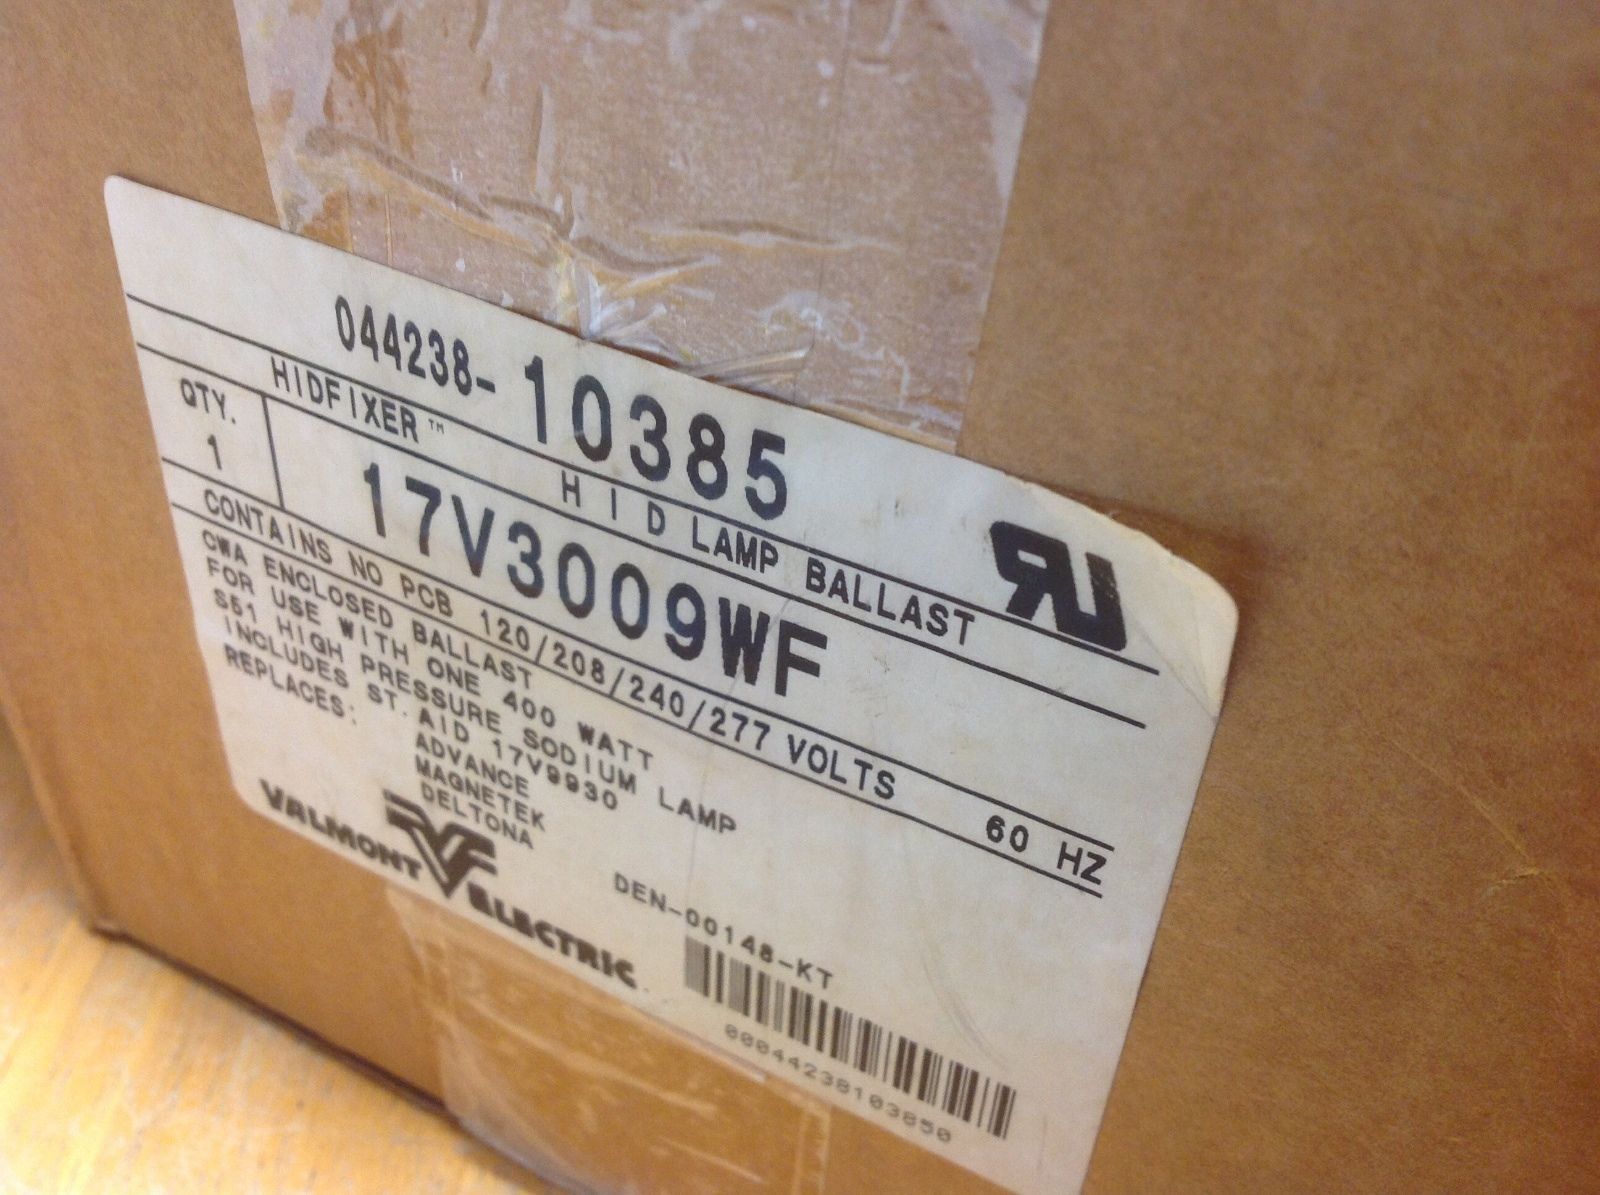 044238-10385
HIDFIXER™ HID LAMP BALLAST
QTY. 1
17V3009WF
CONTAINS NO PCB 120/208/240/277 VOLTS 60 HZ
CWA ENCLOSED BALLAST
FOR USE WITH ONE 400 WATT
S51 HIGH PRESSURE SODIUM LAMP
INCLUDES ST.AID 17V9930
REPLACES: ADVANCE
MAGNETEK
DELTONA
VALMONT ELECTRIC
DEN-00148-KT
00044238103850